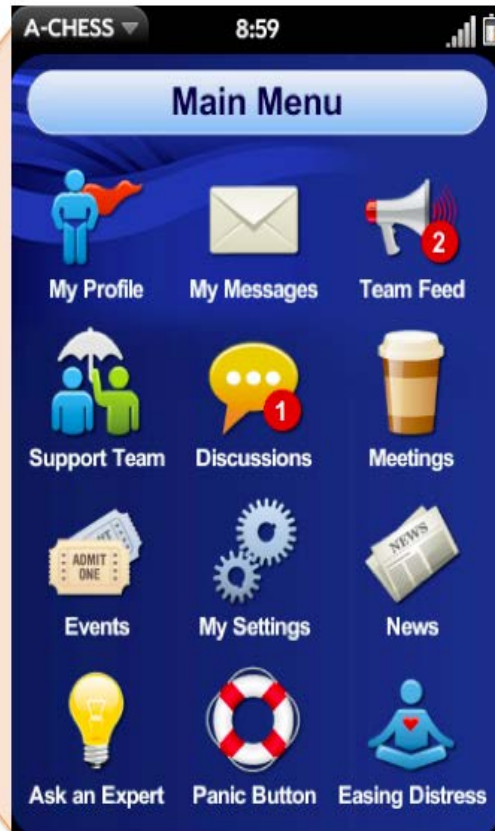 A-CHESS 8:59
Main Menu
2
My Profile My Messages Team Feed
1
Support Team Discussions Meetings
NEWS
ADMIT
ONE
Events My Settings News
Ask an Expert Panic Button Easing Distress